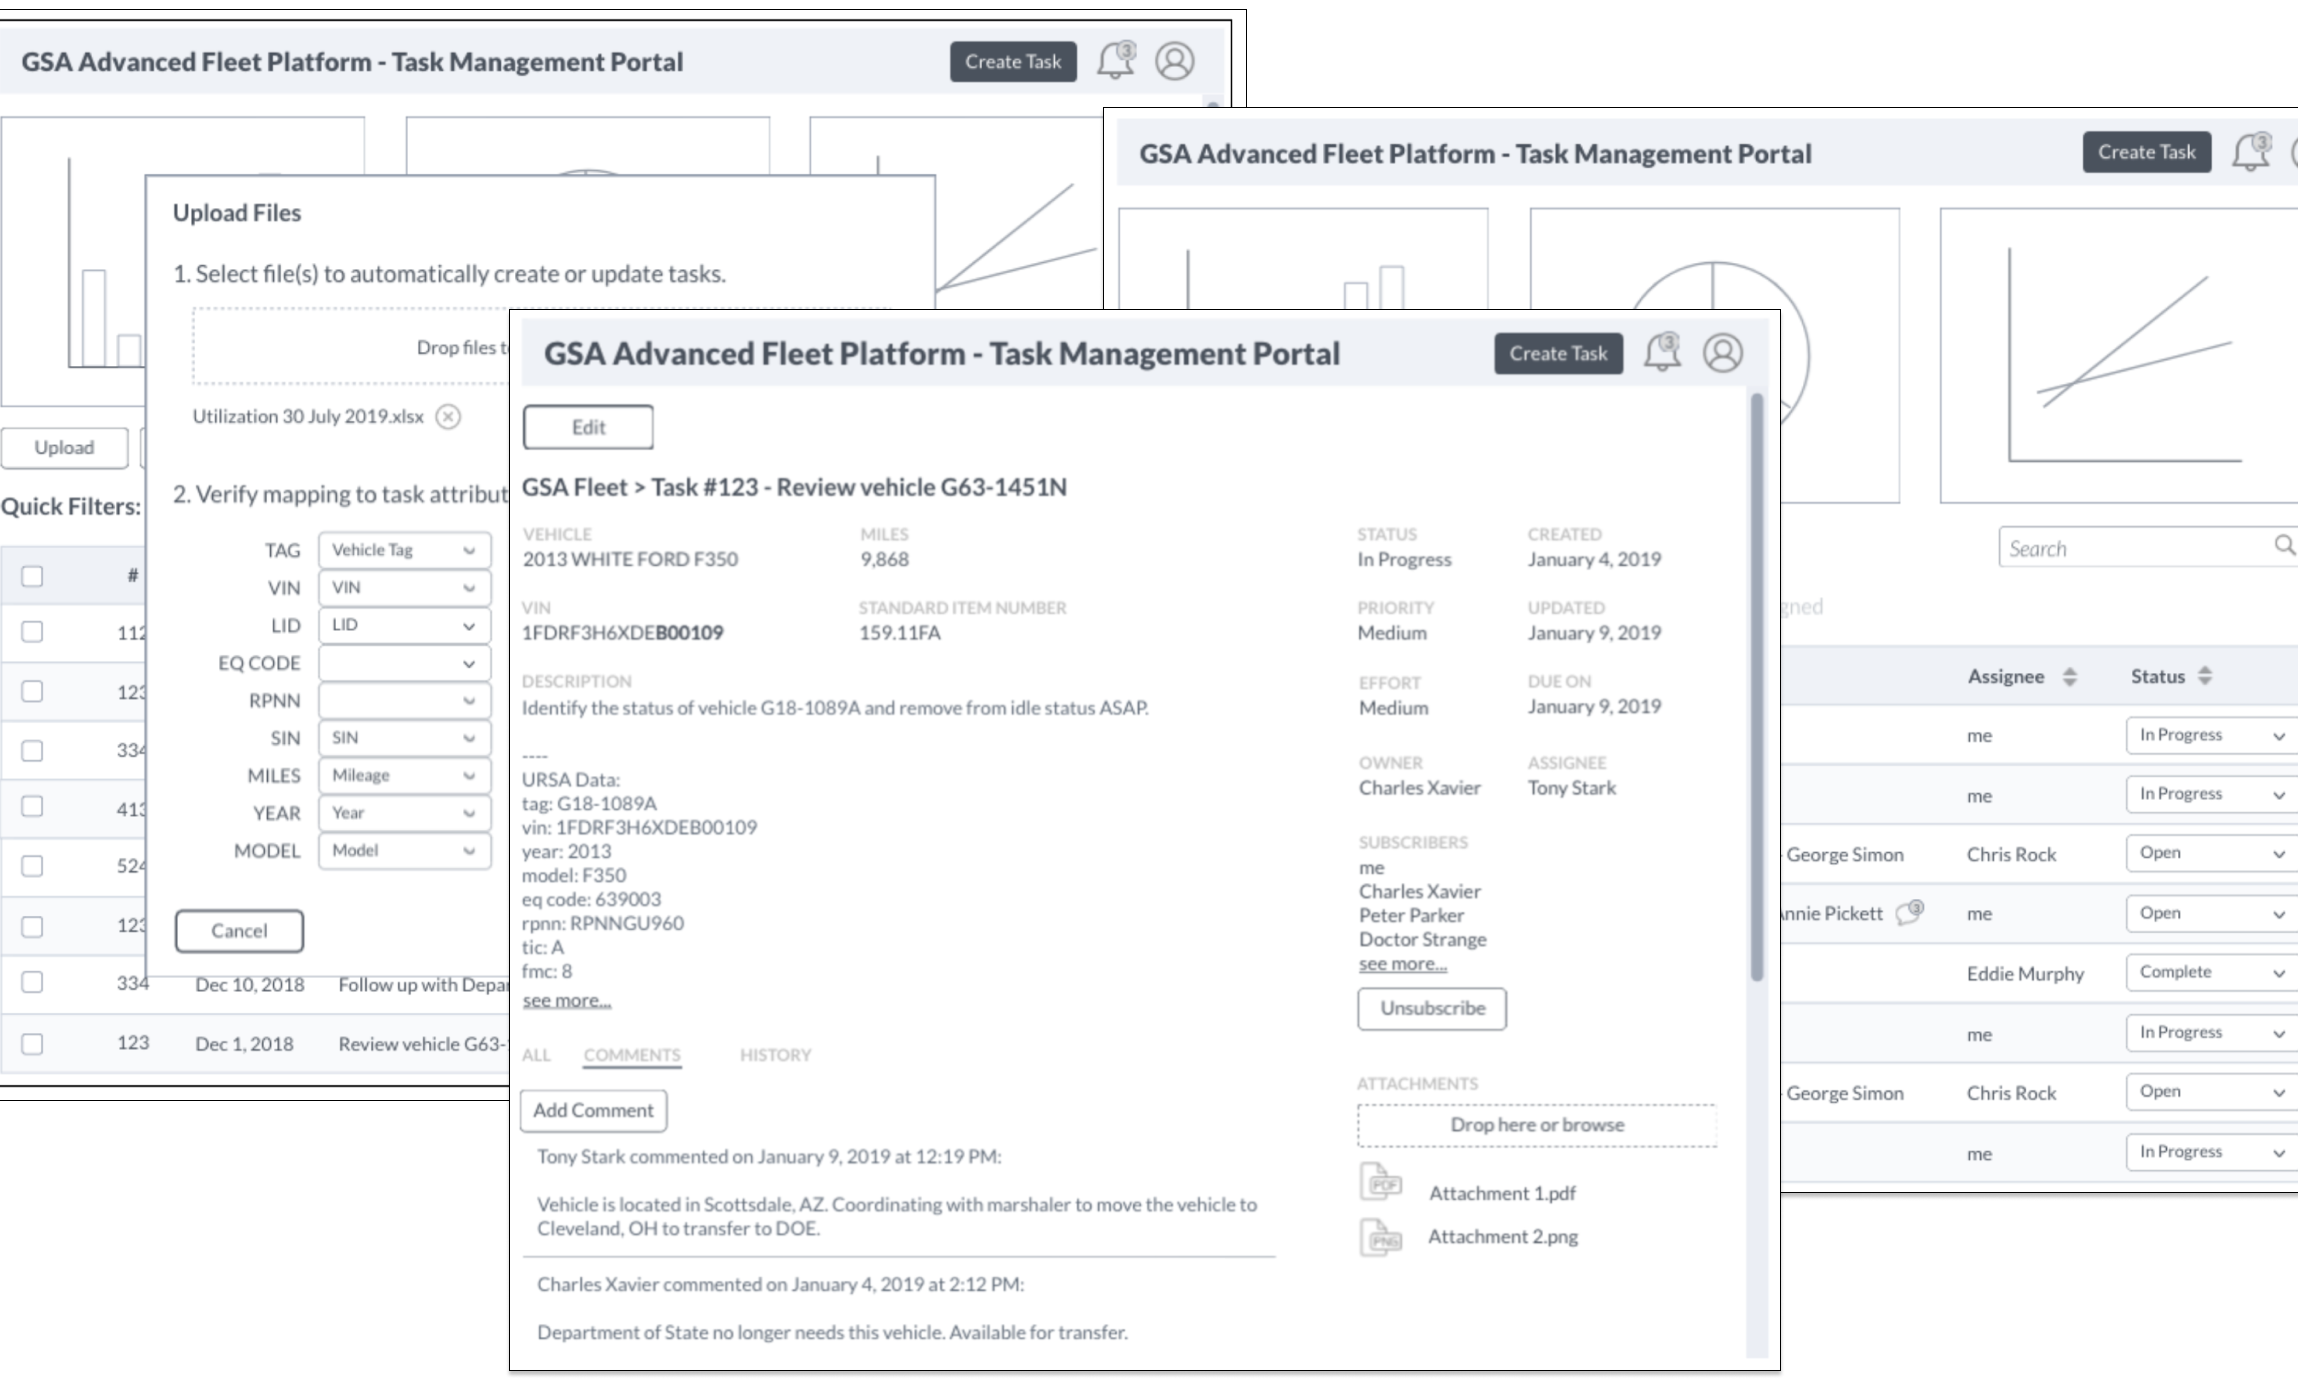 GSA Advanced Fleet Platform - Task Management Portal
Create Task
3
Upload Files
1. Select file(s) to automatically create or update tasks.
Drop files
Utilization 30 July 2019.xlsx
2. Verify mapping to task
TAG Vehicle Tag
VIN VIN
LID LID
EQ CODE
RPNN
SIN SIN
MILES Mileage
YEAR Year
MODEL Model
Cancel
Upload
Quick Filters:
#
112
123
334
413
524
123
334 Dec 10, 2018 Follow up with
123 Dec 1, 2018 Review vehicle G63-
GSA Advanced Fleet Platform - Task Management Portal
Create Task
3
Search
Assignee Status
me In Progress
me In Progress
George Simon Chris Rock Open
Pickett 3 me Open
Eddie Murphy Complete
me In Progress
George Simon Chris Rock Open
me In Progress
GSA Advanced Fleet Platform - Task Management Portal
Create Task
3
Edit
GSA Fleet > Task #123 - Review vehicle G63-1451N
VEHICLE
2013 WHITE FORD F350
MILES
9,868
VIN
1FDRF3H6XDEB00109
STANDARD ITEM NUMBER
159.11FA
DESCRIPTION
Identify the status of vehicle G18-1089A and remove from idle status ASAP.
----
URSA Data:
tag: G18-1089A
vin: 1FDRF3H6XDEB00109
year: 2013
model: F350
eq code: 639003
rpnn: RPNNGU960
tic: A
fmc: 8
see more...
ALL COMMENTS HISTORY
Add Comment
Tony Stark commented on January 9, 2019 at 12:19 PM:
Vehicle is located in Scottsdale, AZ. Coordinating with marshaler to move the vehicle to
Cleveland, OH to transfer to DOE.
Charles Xavier commented on January 4, 2019 at 2:12 PM:
Department of State no longer needs this vehicle. Available for transfer.
STATUS
In Progress
CREATED
January 4, 2019
PRIORITY
Medium
UPDATED
January 9, 2019
EFFORT
Medium
DUE ON
January 9, 2019
OWNER
Charles Xavier
ASSIGNEE
Tony Stark
SUBSCRIBERS
me
Charles Xavier
Peter Parker
Doctor Strange
see more...
Unsubscribe
ATTACHMENTS
Drop here or browse
PDF Attachment 1.pdf
PNG Attachment 2.png